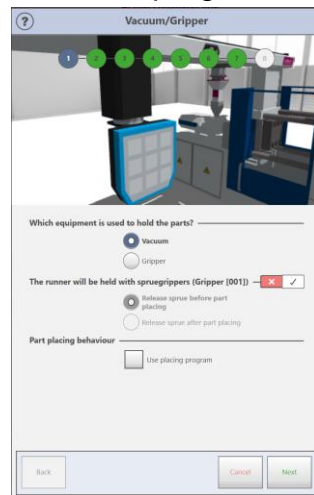 ?
Vacuum/Gripper
1 2 3 4 5 6 7 8
Which equipment is used to hold the parts?
Vacuum
Gripper
The runner will be held with spruegrippers (Gripper [001])
Release sprue before part
placing
Release sprue after part placing
Part placing behaviour
Use placing program
Back
Cancel
Next